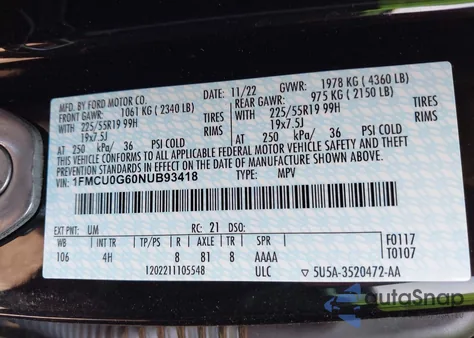 MFD. BY FORD MOTOR CO.
DATE: 11/22 GVWR: 1978 KG ( 4360 LB)
FRONT GAWR: 1061 KG ( 2340 LB) REAR GAWR: 975 KG ( 2150 LB)
WITH 225/55R19 99H TIRES WITH 225/55R19 99H TIRES
19x7.5J RIMS 19x7.5J RIMS
AT 250 kPa/ 36 PSI COLD AT 250 kPa/ 36 PSI COLD
THIS VEHICLE CONFORMS TO ALL APPLICABLE FEDERAL MOTOR VEHICLE SAFETY AND THEFT PREVENTION
STANDARDS IN EFFECT ON THE DATE OF MANUFACTURE SHOWN ABOVE.
VIN: 1FMCU0G60NUB93418 TYPE: MPV
EXT PNT: UM RC: 21 DSO: F0117
WB INT TR TP/PS R AXLE TR SPR T0107
106 4H 8 81 8 AAAA
1202211105548 ULC 5U5A-3520472-AA
autoSnap